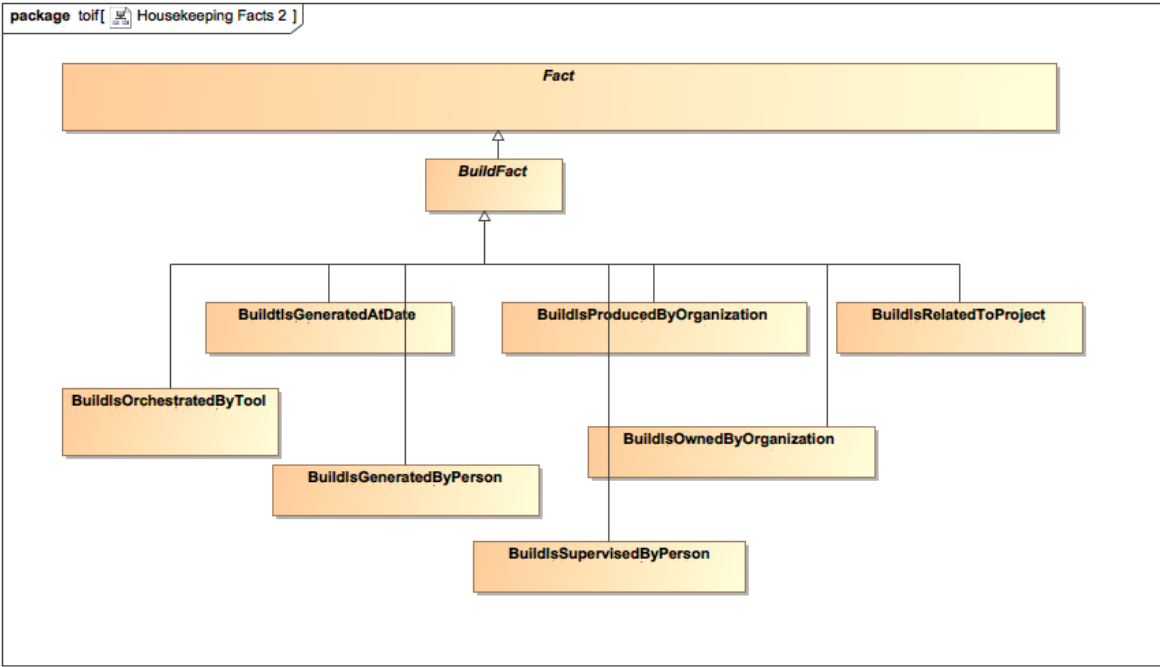 package toif[ Housekeeping Facts 2 ]
Fact
BuildFact
BuildtIsGeneratedAtDate
BuildIsProducedByOrganization
BuildIsRelatedToProject
BuildIsOrchestratedByTool
BuildIsOwnedByOrganization
BuildIsGeneratedByPerson
BuildIsSupervisedByPerson